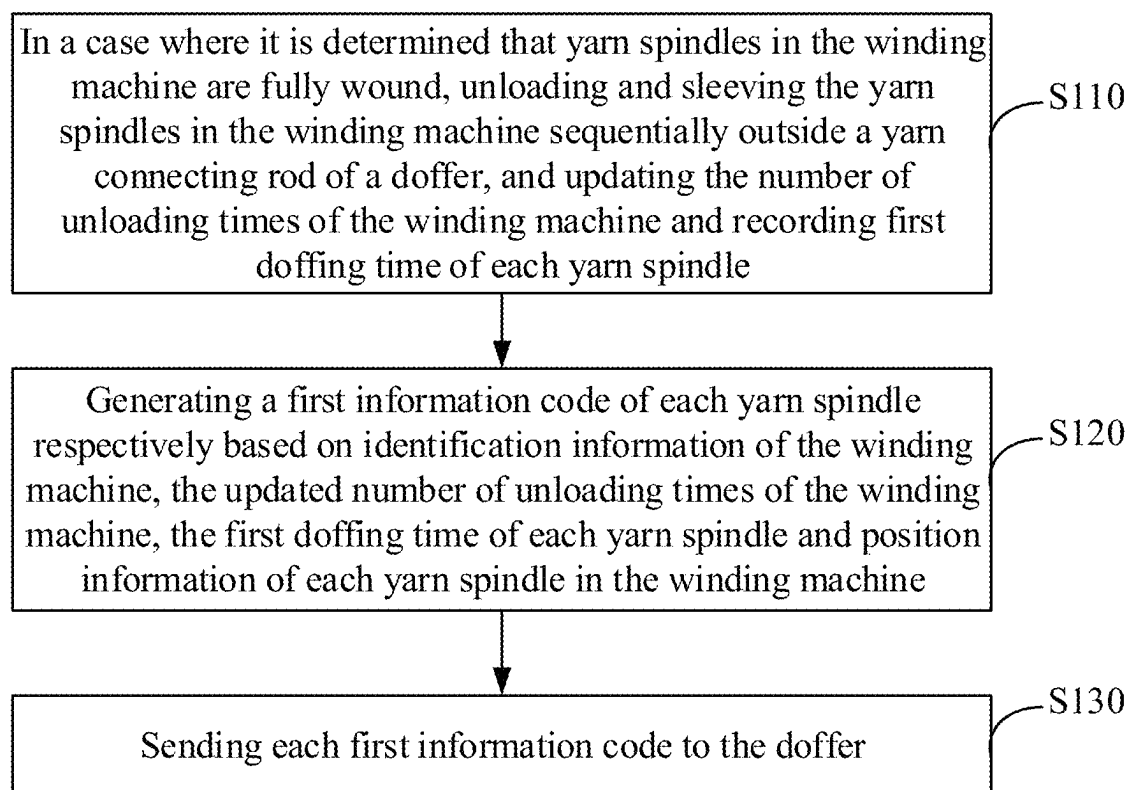 In a case where it is determined that yarn spindles in the winding
machine are fully wound, unloading and sleeving the yarn
spindles in the winding machine sequentially outside a yarn
connecting rod of a doffer, and updating the number of
unloading times of the winding machine and recording first
doffing time of each yarn spindle
S110
Generating a first information code of each yarn spindle
respectively based on identification information of the winding
machine, the updated number of unloading times of the winding
machine, the first doffing time of each yarn spindle and position
information of each yarn spindle in the winding machine
S120
Sending each first information code to the doffer
S130